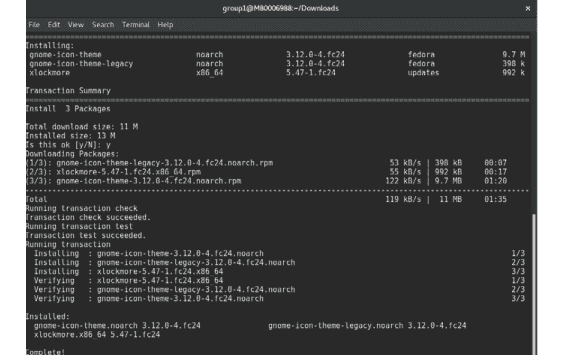 group1@M80006988:~/Downloads
File Edit View Search Terminal Help
Installing:
gnome-icon-theme noarch 3.12.0-4.fc24 fedora 9.7 M
gnome-icon-theme-legacy noarch 3.12.0-4.fc24 fedora 398 k
xlockmore x86_64 5.47-1.fc24 updates 992 k
Transaction Summary
Install 3 Packages
Total download size: 11 M
Installed size: 13 M
Is this ok [y/N]: y
Downloading Packages:
(1/3): gnome-icon-theme-legacy-3.12.0-4.fc24.noarch.rpm 53 kB/s | 398 kB 00:07
(2/3): xlockmore-5.47-1.fc24.x86_64.rpm 55 kB/s | 992 kB 00:17
(3/3): gnome-icon-theme-3.12.0-4.fc24.noarch.rpm 122 kB/s | 9.7 MB 01:20
Total 119 kB/s | 11 MB 01:35
Running transaction check
Transaction check succeeded.
Running transaction test
Transaction test succeeded.
Running transaction
Installing : gnome-icon-theme-3.12.0-4.fc24.noarch 1/3
Installing : gnome-icon-theme-legacy-3.12.0-4.fc24.noarch 2/3
Installing : xlockmore-5.47-1.fc24.x86_64 3/3
Verifying : xlockmore-5.47-1.fc24.x86_64 1/3
Verifying : gnome-icon-theme-legacy-3.12.0-4.fc24.noarch 2/3
Verifying : gnome-icon-theme-3.12.0-4.fc24.noarch 3/3
Installed:
gnome-icon-theme.noarch 3.12.0-4.fc24 gnome-icon-theme-legacy.noarch 3.12.0-4.fc24
xlockmore.x86_64 5.47-1.fc24
Complete!